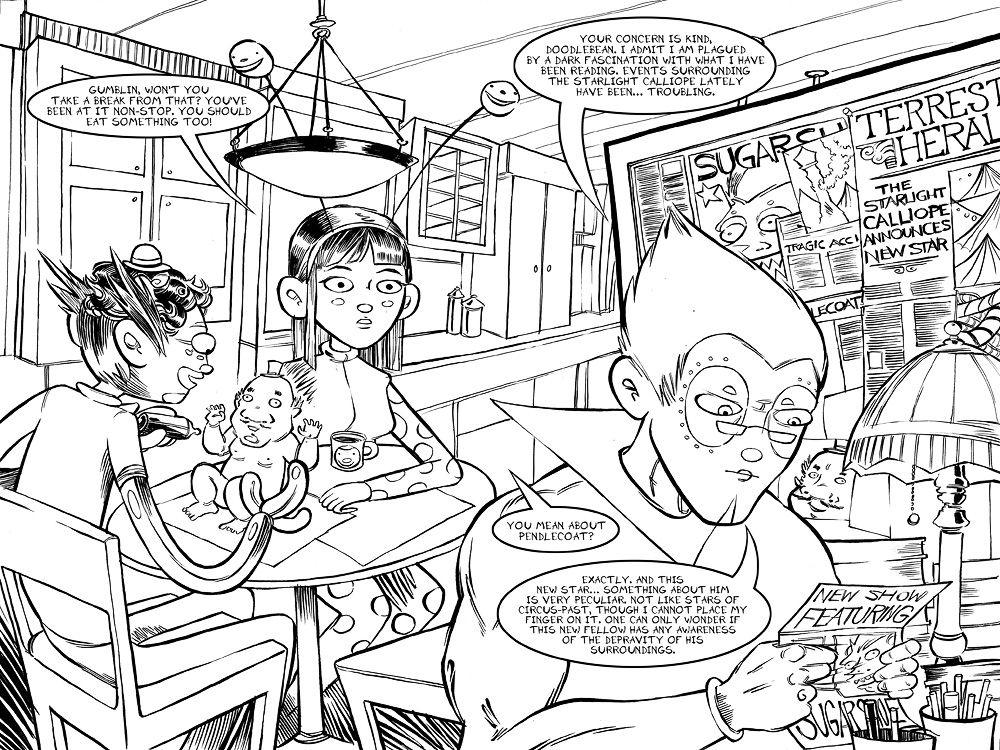 GUMBLIN, WON'T YOU
TAKE A BREAK FROM THAT? YOU'VE
BEEN AT IT NON-STOP. YOU SHOULD
EAT SOMETHING TOO!
YOUR CONCERN IS KIND,
DOODLEBEAN. I ADMIT I AM PLAGUED
BY A DARK FASCINATION WITH WHAT I HAVE
BEEN READING. EVENTS SURROUNDING
THE STARLIGHT CALLIOPE LATELY
HAVE BEEN... TROUBLING.
SUGARSH
TERREST
HERAL
THE
STARLIGHT
CALLIOPE
ANNOUNCES
NEW STAR
TRAGIC ACCI
LECOAT
YOU MEAN ABOUT
PENDLECOAT?
EXACTLY. AND THIS
NEW STAR... SOMETHING ABOUT HIM
IS VERY PECULIAR. NOT LIKE STARS OF
CIRCUS-PAST, THOUGH I CANNOT PLACE MY
FINGER ON IT. ONE CAN ONLY WONDER IF
THIS NEW FELLOW HAS ANY AWARENESS
OF THE DEPRAVITY OF HIS
SURROUNDINGS.
NEW SHOW
FEATURING!